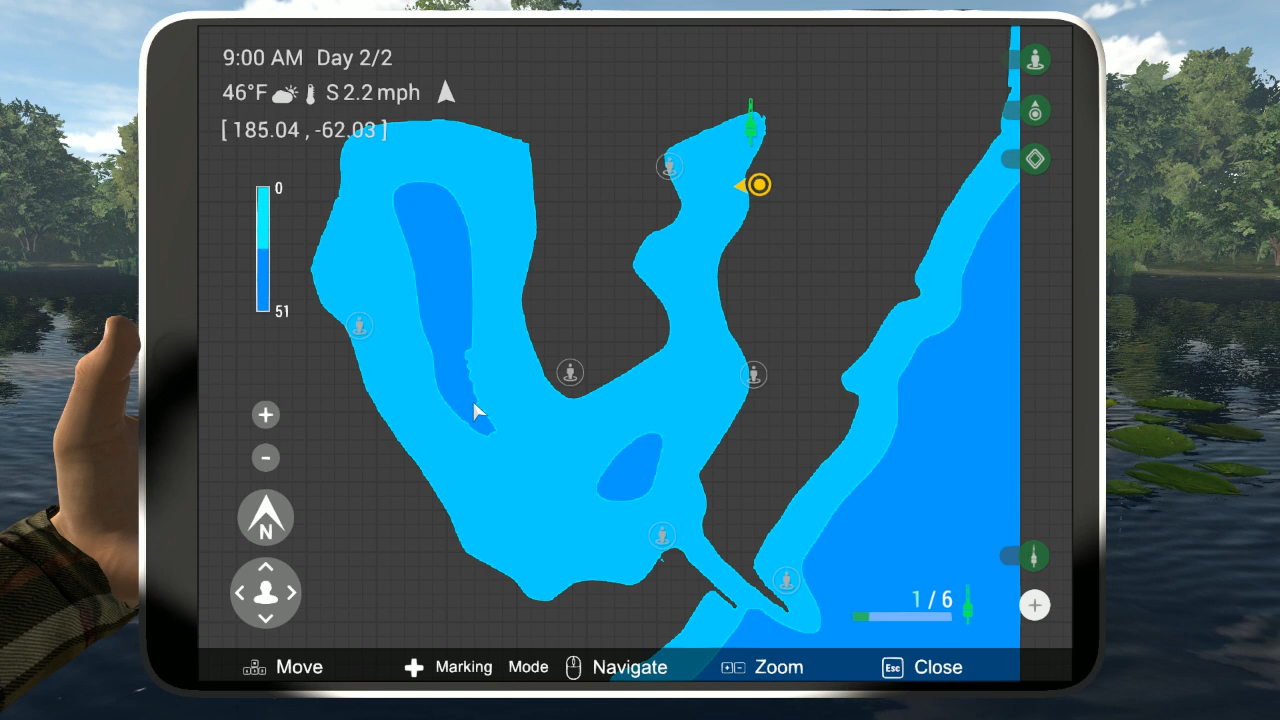 9:00 AM Day 2/2
46°F S 2.2 mph
[ 185.04 , -62.03 ]
0
51
+
-
N
1 / 6
+
Move
Marking Mode
Navigate
Zoom
Esc Close